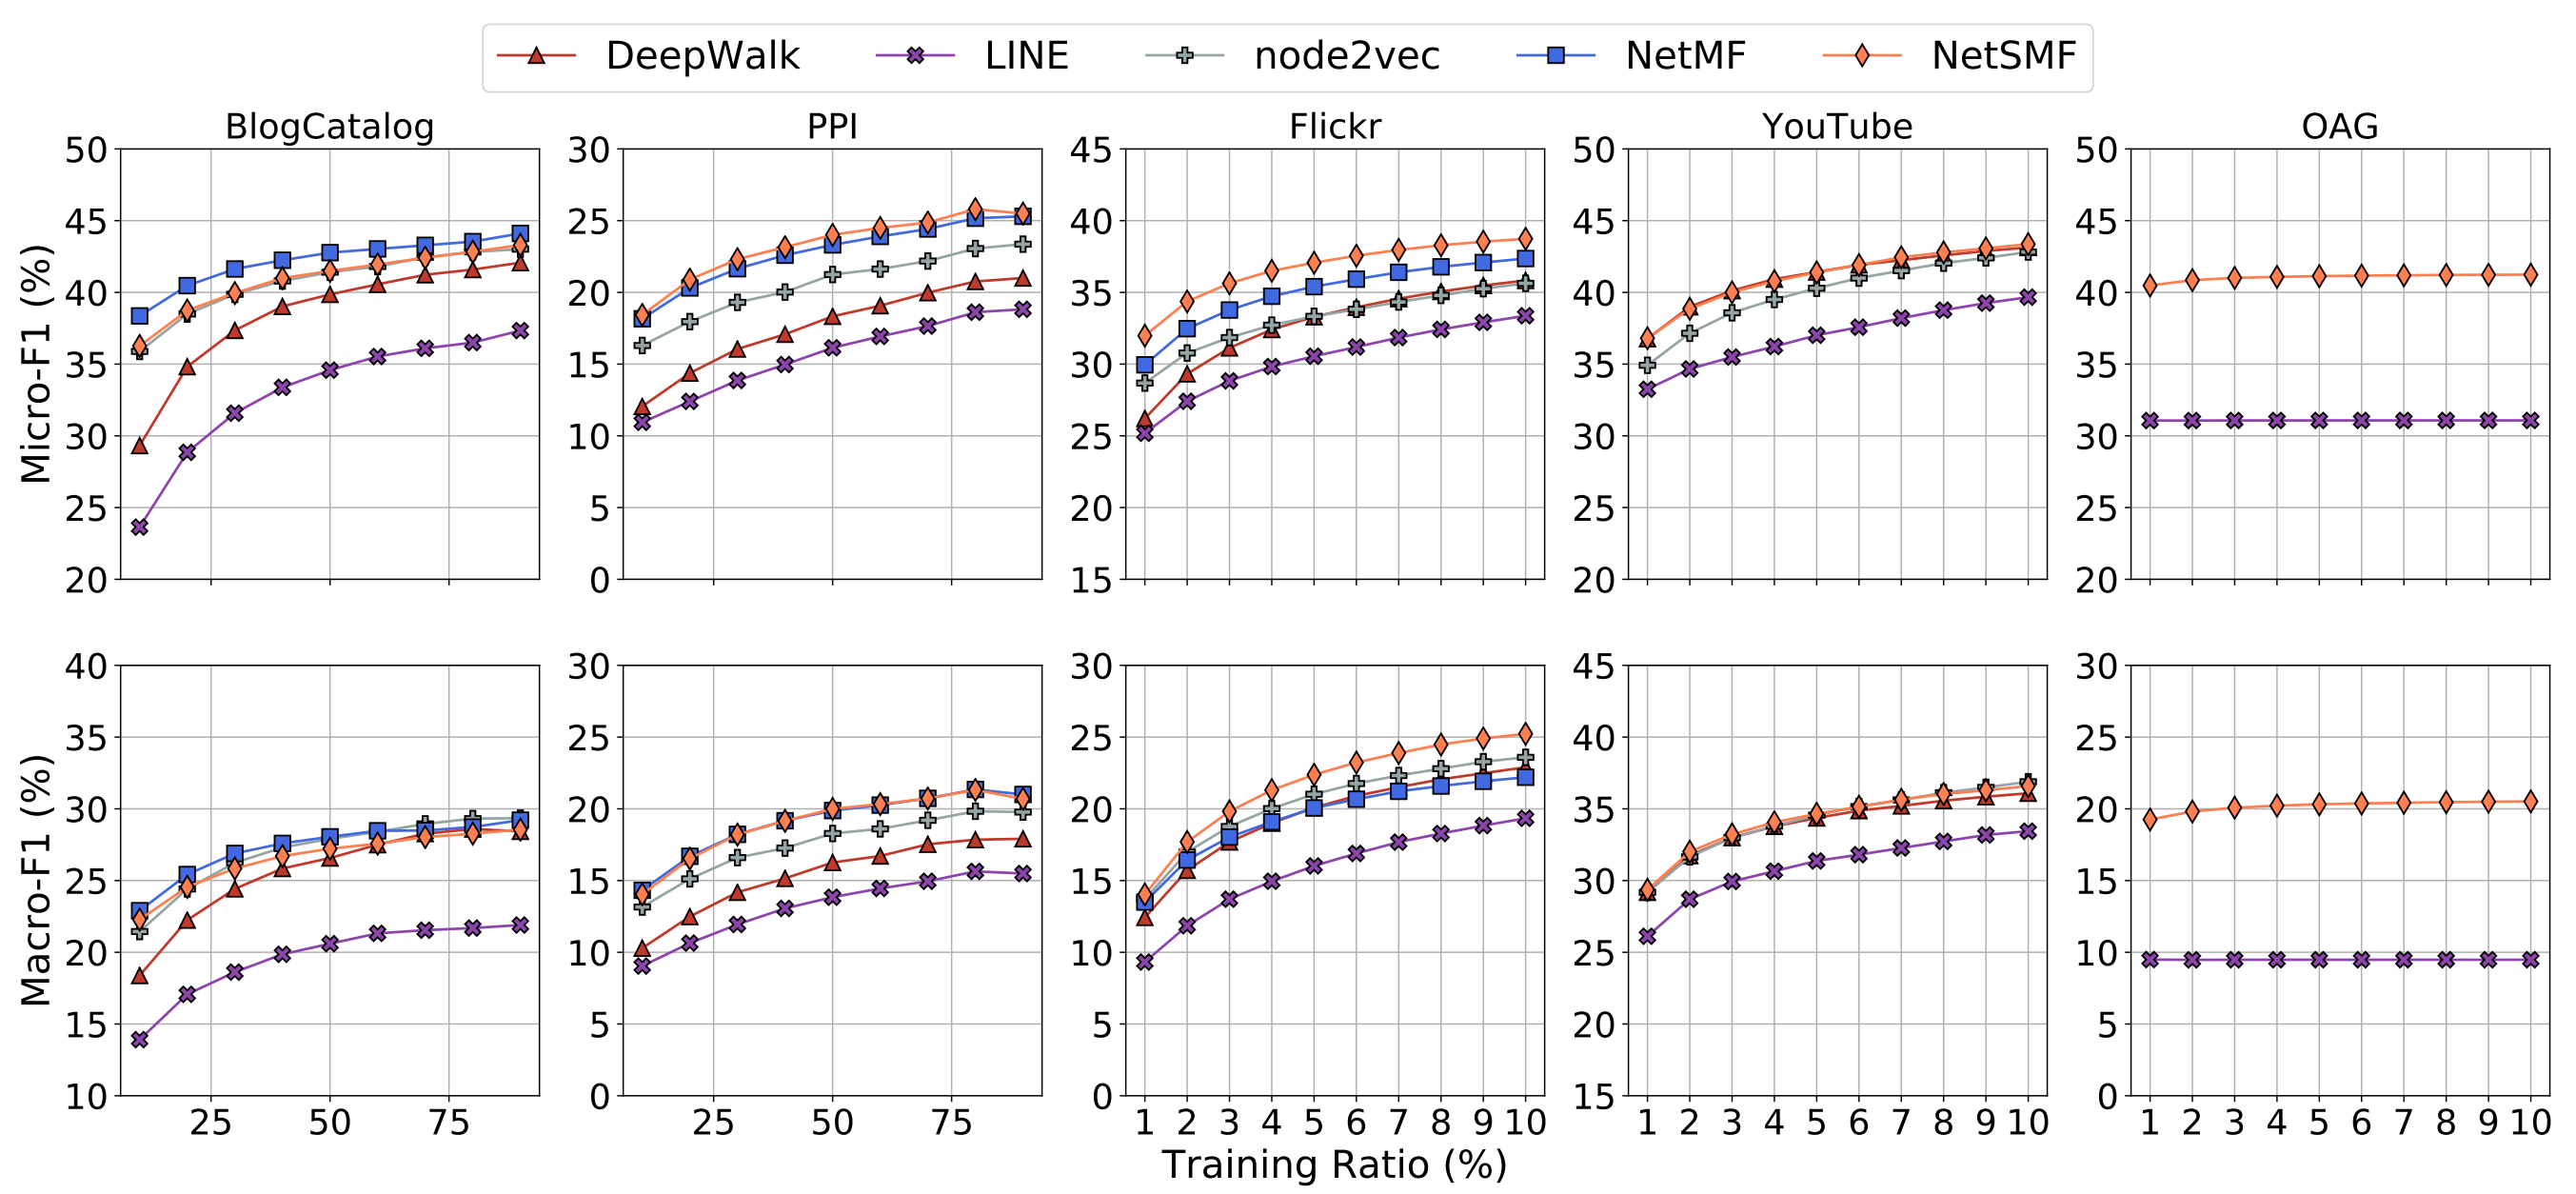 DeepWalk LINE node2vec NetMF NetSMF
BlogCatalog PPI Flickr YouTube OAG
Micro-F1 (%)
50 45 40 35 30 25 20
30 25 20 15 10 5 0
45 40 35 30 25 20 15
50 45 40 35 30 25 20
50 45 40 35 30 25 20
Macro-F1 (%)
40 35 30 25 20 15 10
30 25 20 15 10 5 0
30 25 20 15 10 5 0
45 40 35 30 25 20 15
30 25 20 15 10 5 0
25 50 75
25 50 75
1 2 3 4 5 6 7 8 9 10
1 2 3 4 5 6 7 8 9 10
1 2 3 4 5 6 7 8 9 10
Training Ratio (%)